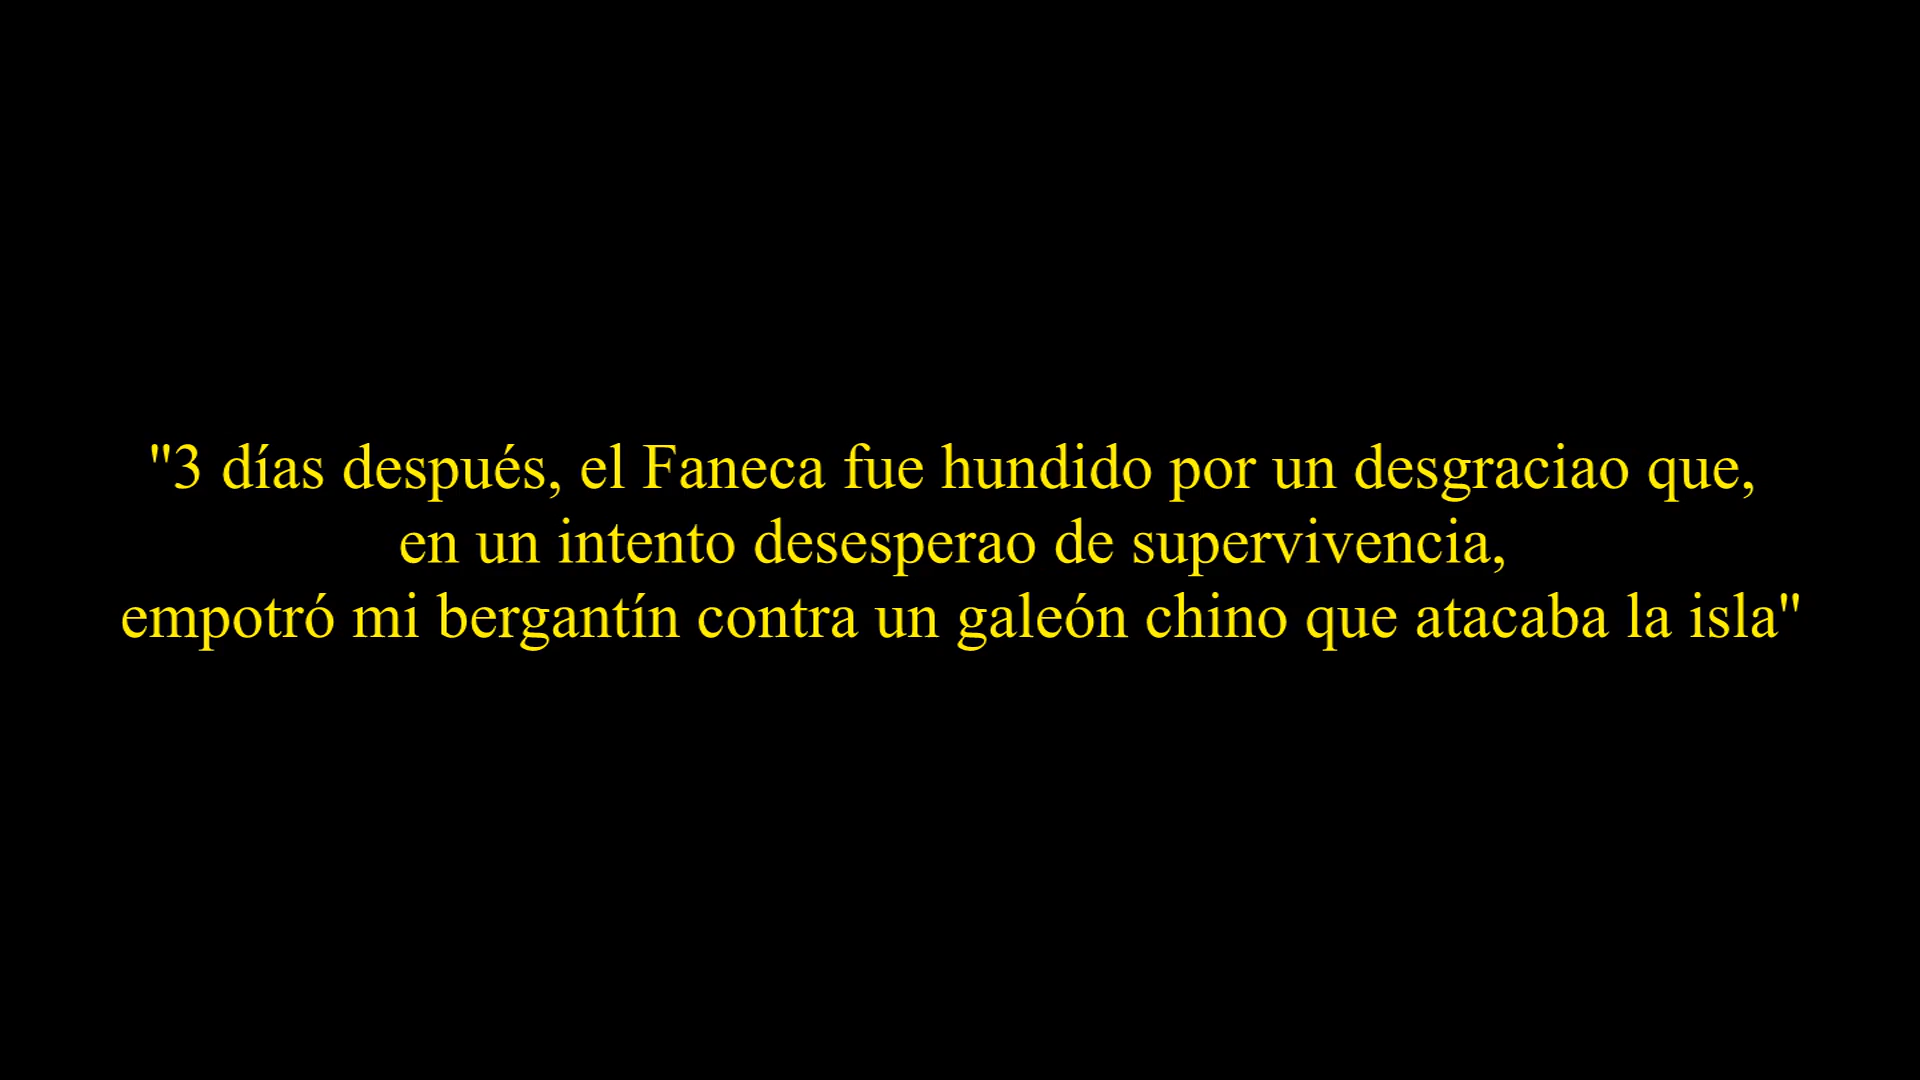 "3 días después, el Faneca fue hundido por un desgraciao que,
en un intento desesperao de supervivencia,
empotró mi bergantín contra un galeón chino que atacaba la isla"